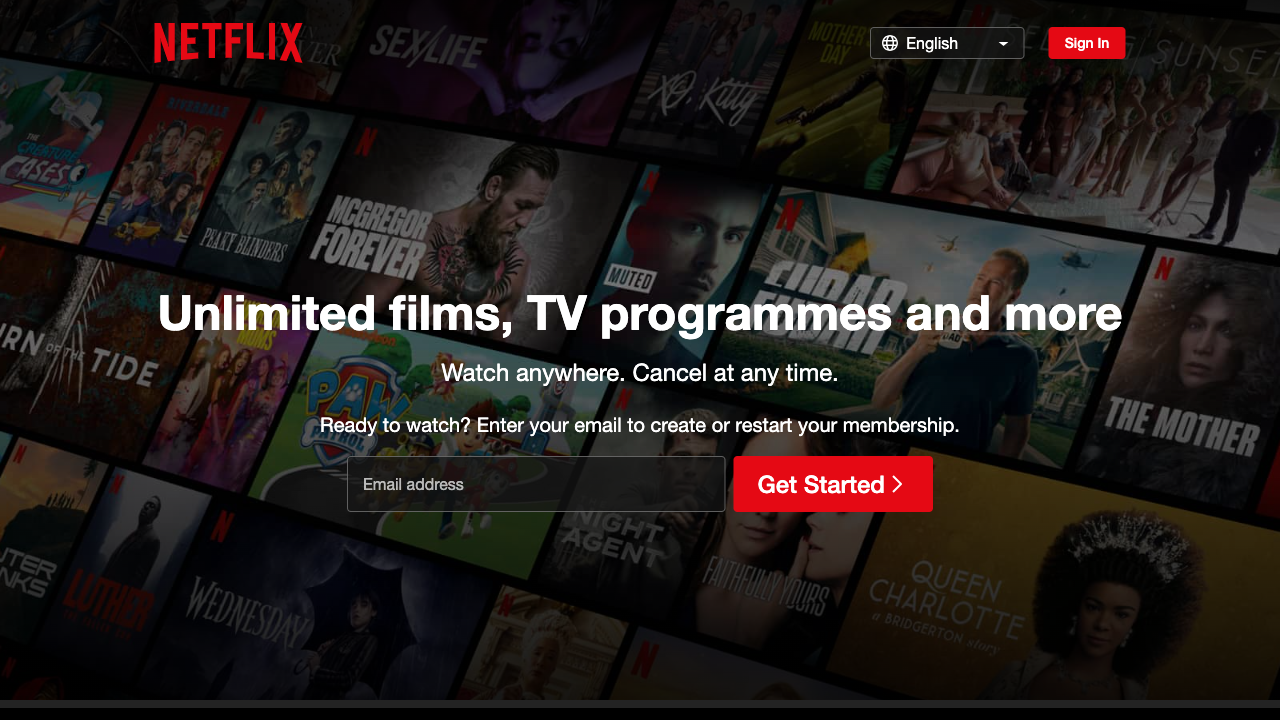 NETFLIX
English
Sign In
SEX/LIFE
MOTHER'S DAY
XO, Kitty
SUNSET
RIVERDALE
THE CREATURE CASES
PEAKY BLINDERS
MCGREGOR
FOREVER
MUTED
DAD
Unlimited films, TV programmes and more
OF THE TIDE
MOMS
Watch anywhere. Cancel at any time.
PAW
PATROL
THE MOTHER
Ready to watch? Enter your email to create or restart your membership.
Email address
Get Started
NIGHT
AGENT
FAITHFULLY YOURS
LUTHER
WEDNESDAY
QUEEN
CHARLOTTE
a BRIDGERTON story